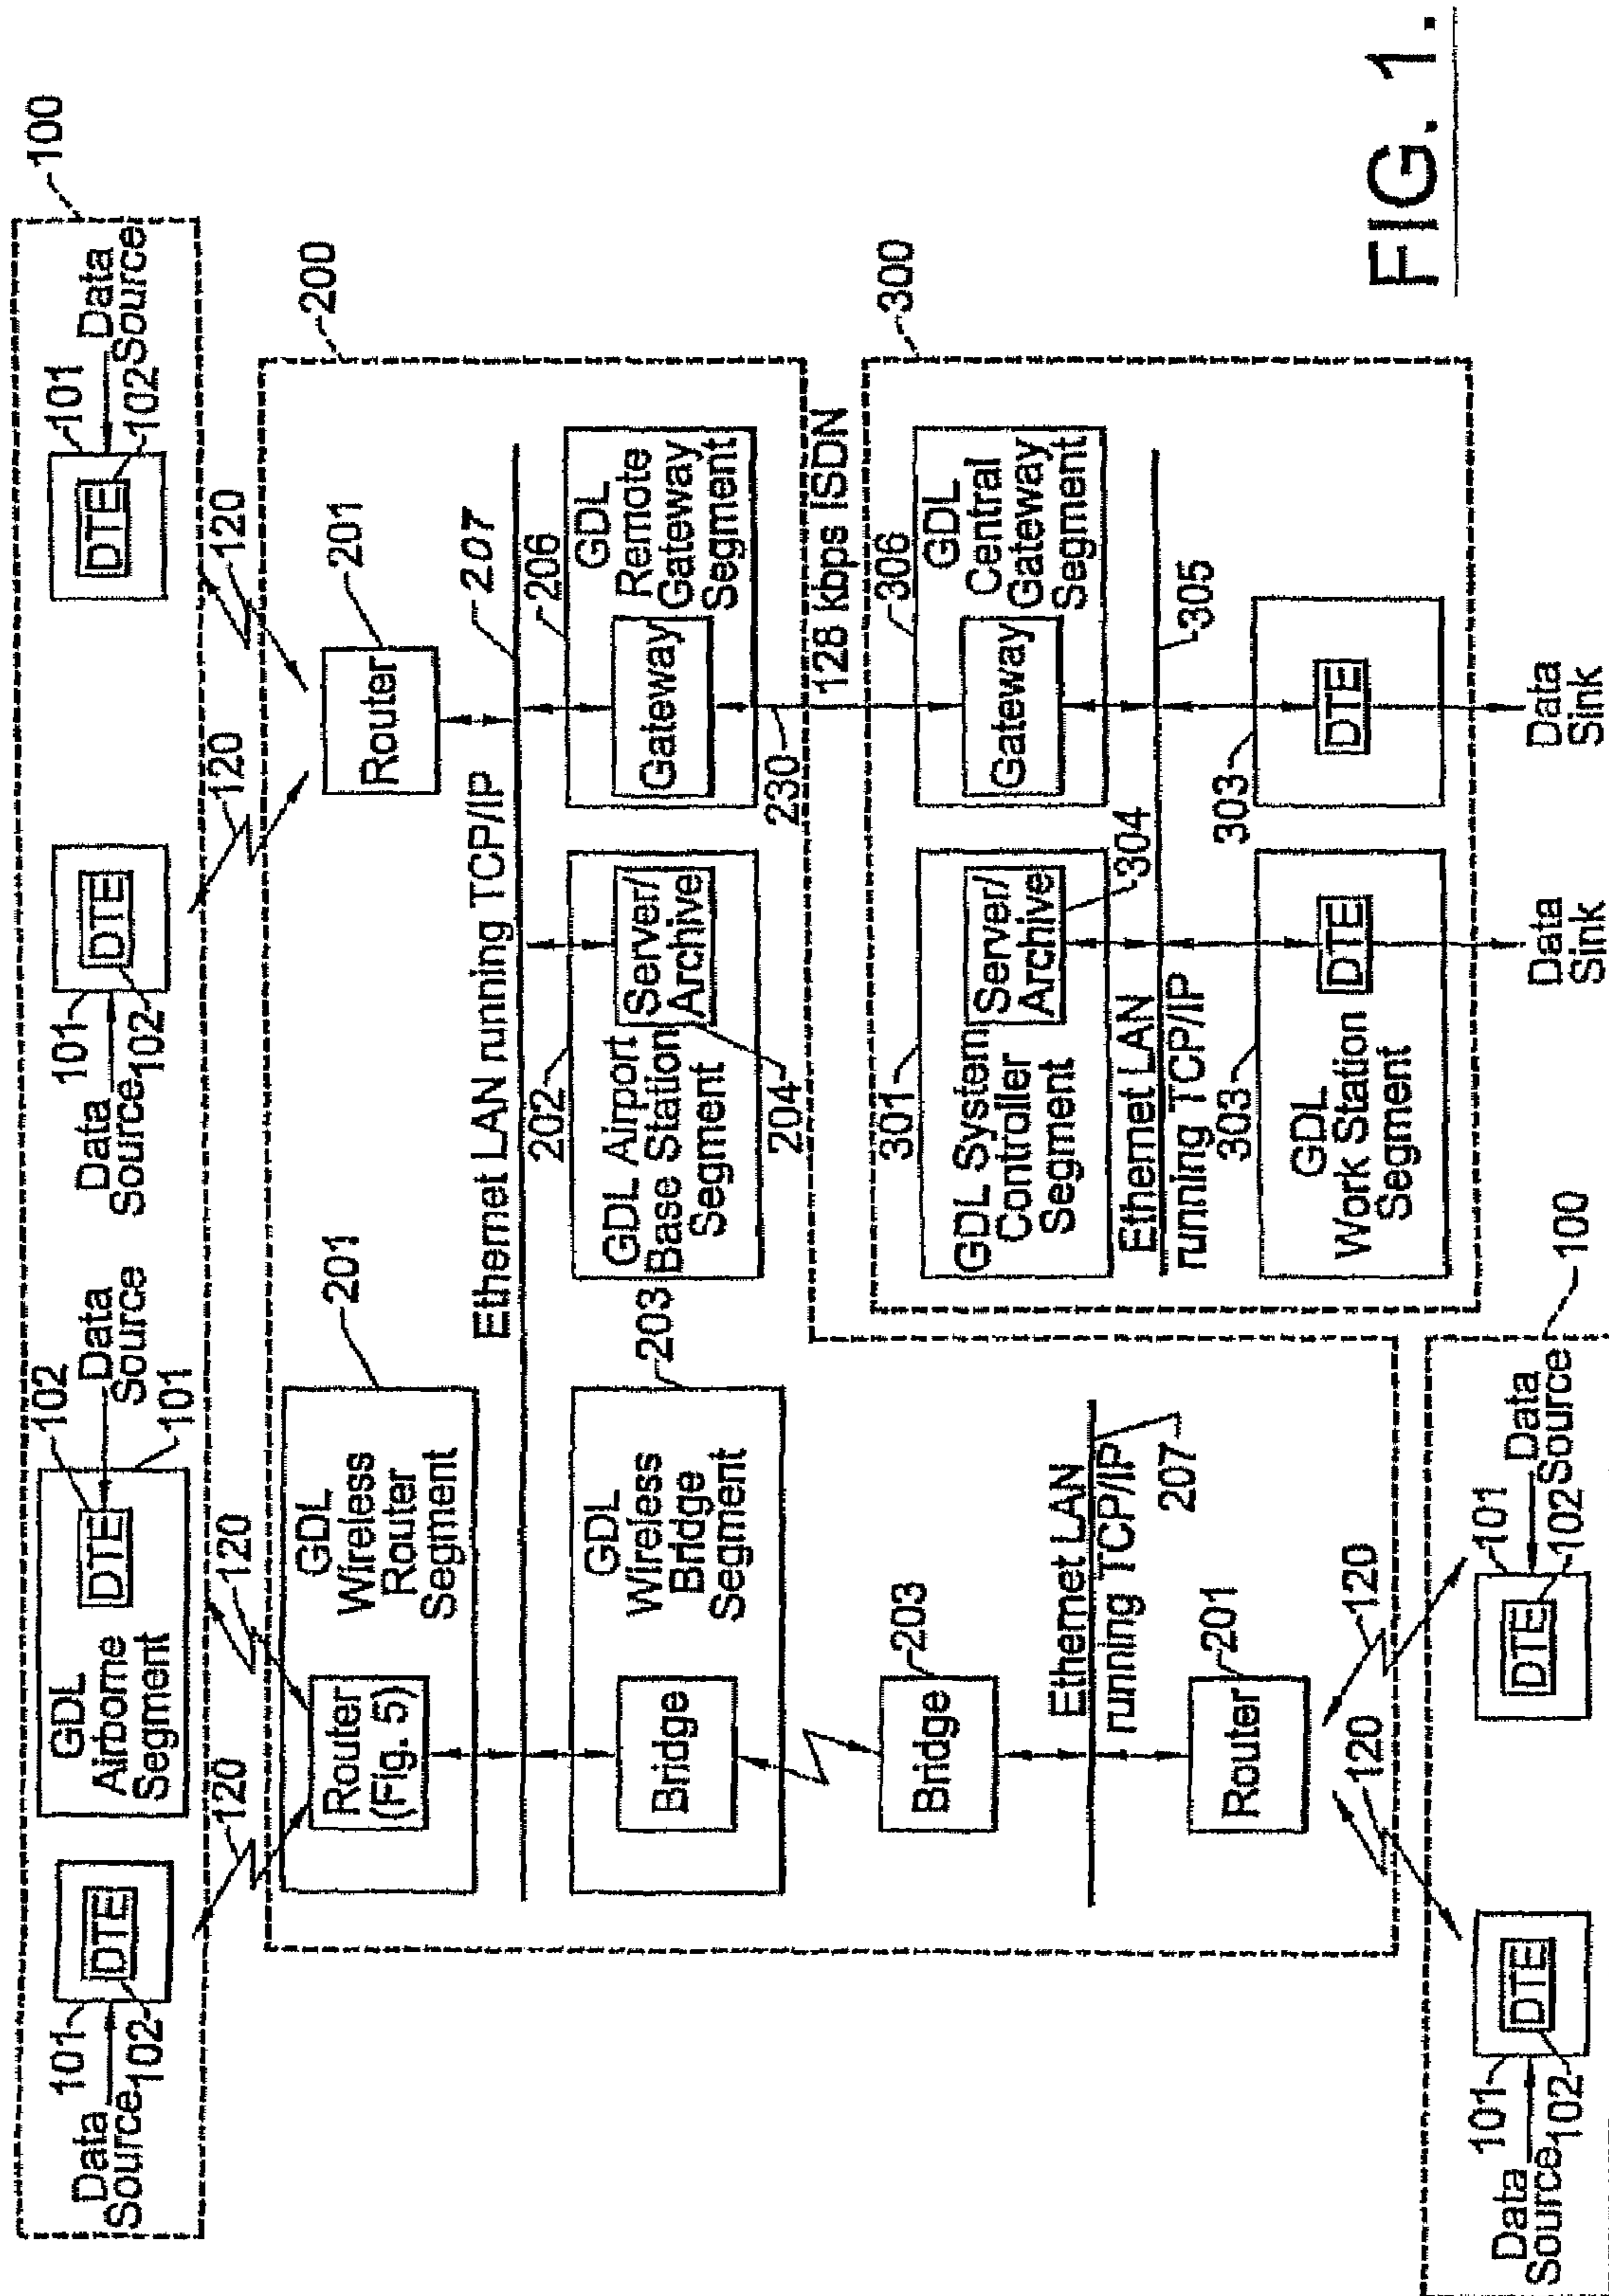 100
Data
Source
101
102
DTE
GDL
Airborne
Segment
DTE
102
Data
Source
101
Data
Source
101
102
DTE
DTE
101
Data
Source
102
120
120
120
120
200
GDL
Wireless
Router
Segment
Router
(Fig. 5)
201
Router
201
Ethernet LAN running TCP/IP
207
GDL
Wireless
Bridge
Segment
Bridge
203
202
GDL Airport
Base Station
Segment
Server/
Archive
204
206
GDL
Remote
Gateway
Segment
Gateway
230
128 kbps ISDN
300
Bridge
203
301
GDL System
Controller
Segment
Server/
Archive
304
306
GDL
Central
Gateway
Segment
Gateway
Ethernet LAN
running TCP/IP
207
Ethernet LAN
running TCP/IP
305
Router
201
303
GDL
Work Station
Segment
DTE
303
DTE
120
120
100
Data
Source
101
102
DTE
DTE
101
Data
Source
102
Data
Sink
Data
Sink
FIG. 1.